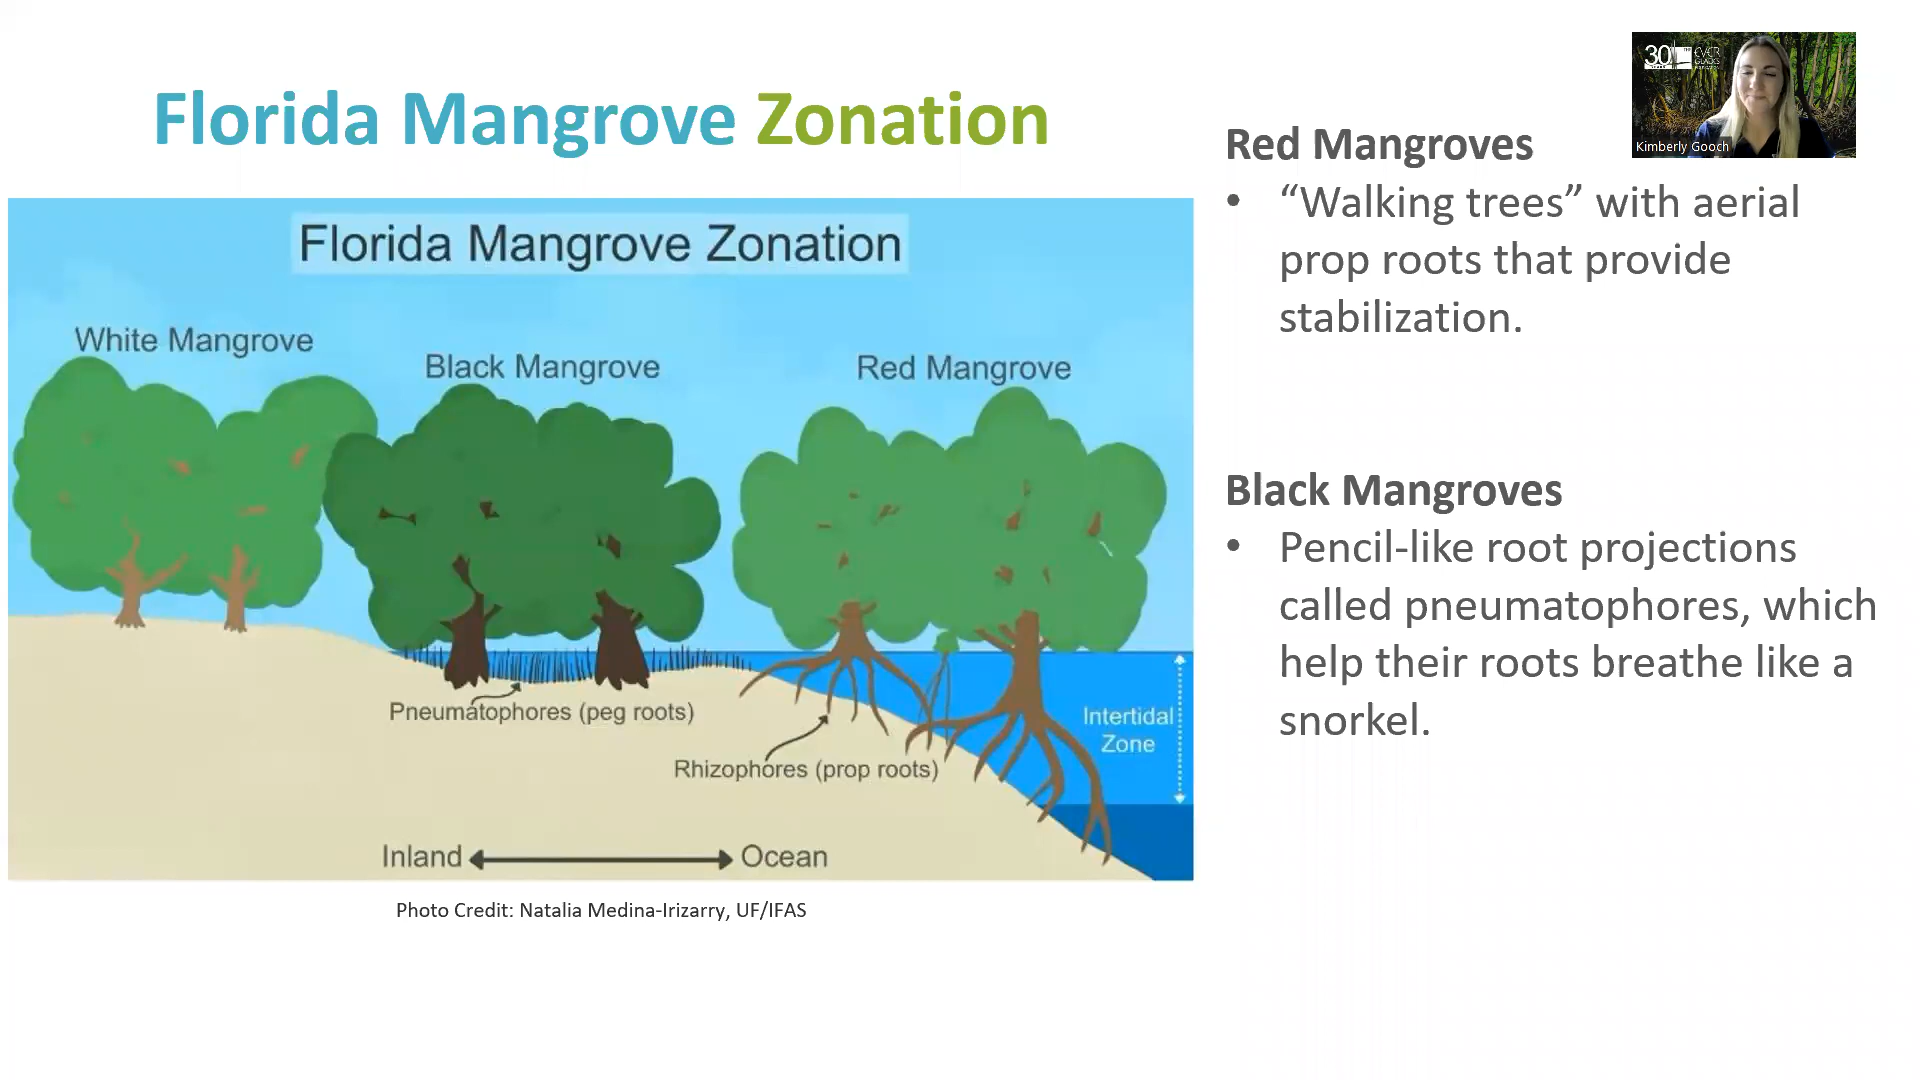 Florida Mangrove Zonation
Florida Mangrove Zonation
White Mangrove
Black Mangrove
Red Mangrove
Pneumatophores (peg roots)
Rhizophores (prop roots)
Intertidal
Zone
Inland
Ocean
Photo Credit: Natalia Medina-Irizarry, UF/IFAS
Red Mangroves
• “Walking trees” with aerial
prop roots that provide
stabilization.
Black Mangroves
• Pencil-like root projections
called pneumatophores, which
help their roots breathe like a
snorkel.
30
EVER
GLADES
Kimberly Gooch